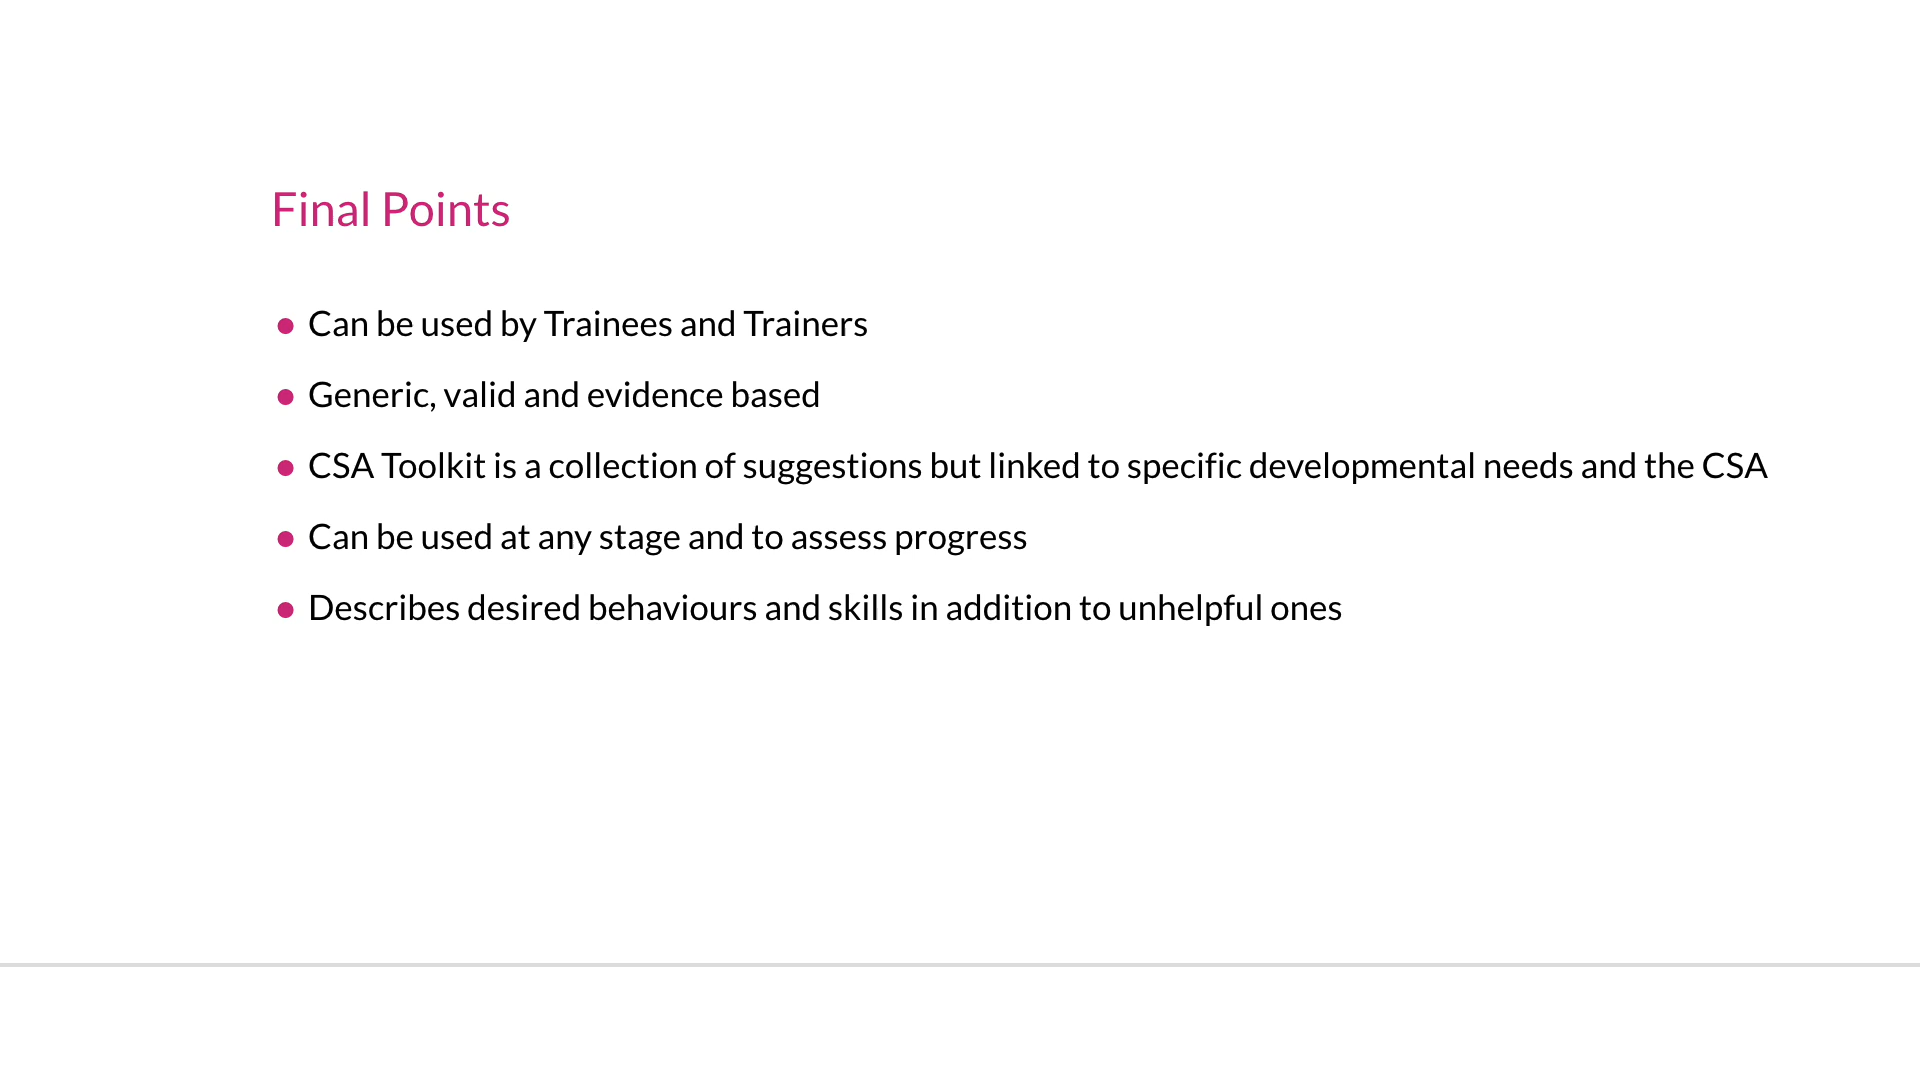 Final Points
● Can be used by Trainees and Trainers
● Generic, valid and evidence based
● CSA Toolkit is a collection of suggestions but linked to specific developmental needs and the CSA
● Can be used at any stage and to assess progress
● Describes desired behaviours and skills in addition to unhelpful ones